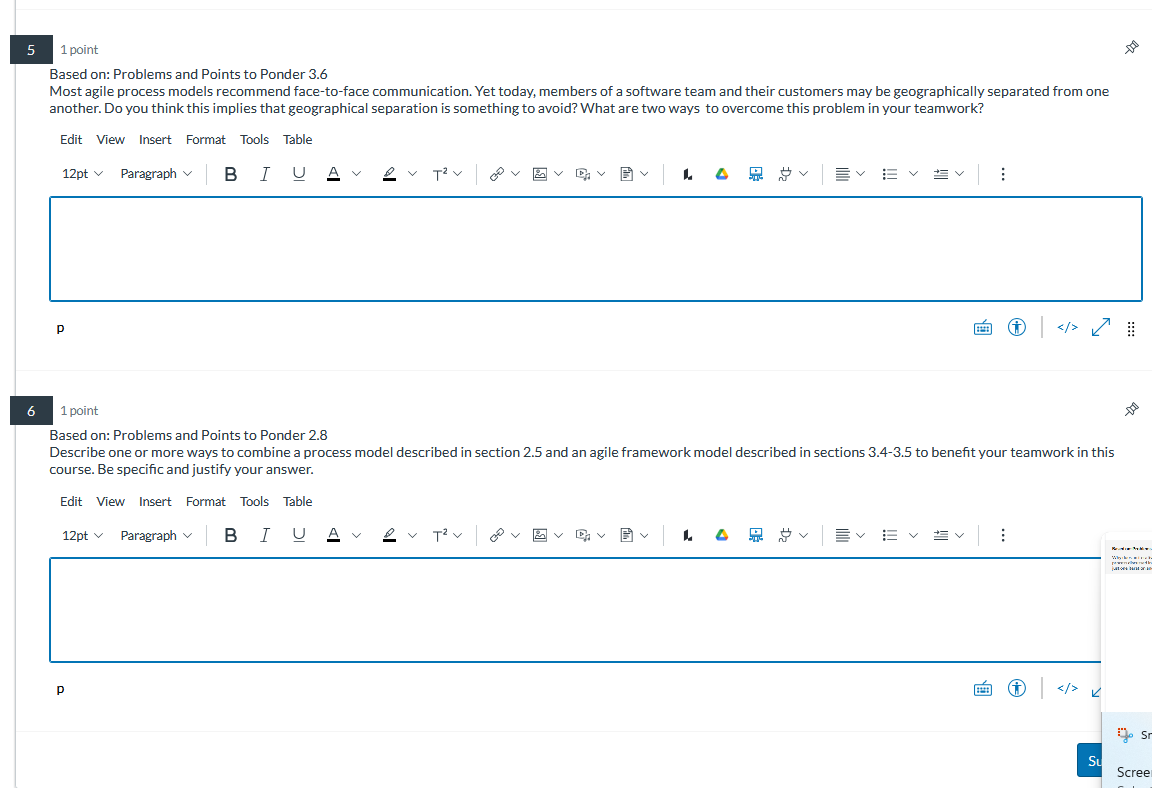 5
1 point
Based on: Problems and Points to Ponder 3.6
Most agile process models recommend face-to-face communication. Yet today, members of a software team and their customers may be geographically separated from one
another. Do you think this implies that geographical separation is something to avoid? What are two ways to overcome this problem in your teamwork?
Edit View Insert Format Tools Table
12pt Paragraph B I U A T²
p
</>
6
1 point
Based on: Problems and Points to Ponder 2.8
Describe one or more ways to combine a process model described in section 2.5 and an agile framework model described in sections 3.4-3.5 to benefit your teamwork in this
course. Be specific and justify your answer.
Edit View Insert Format Tools Table
12pt Paragraph B I U A T²
p
</>
Su
Sn
Scree